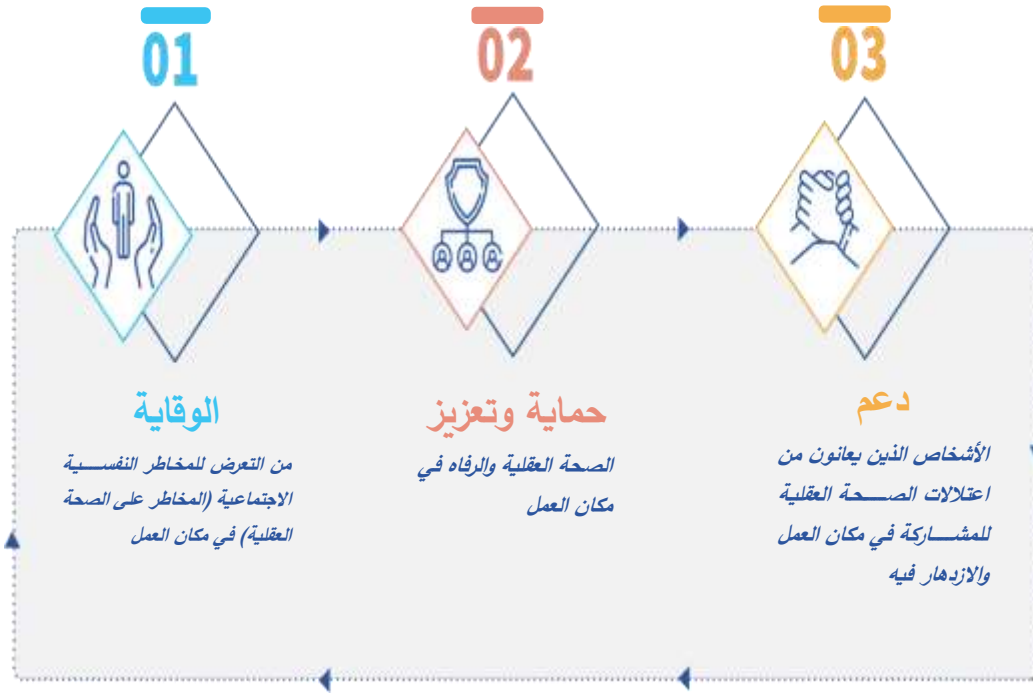 01
الوقاية
من التعرض للمخاطر النفسية
الاجتماعية (المخاطر على الصحة
العقلية) في مكان العمل
02
حماية وتعزيز
الصحة العقلية والرفاه في
مكان العمل
03
دعم
الأشخاص الذين يعانون من
اعتلالات الصحة العقلية
للمشاركة في مكان العمل
والازدهار فيه